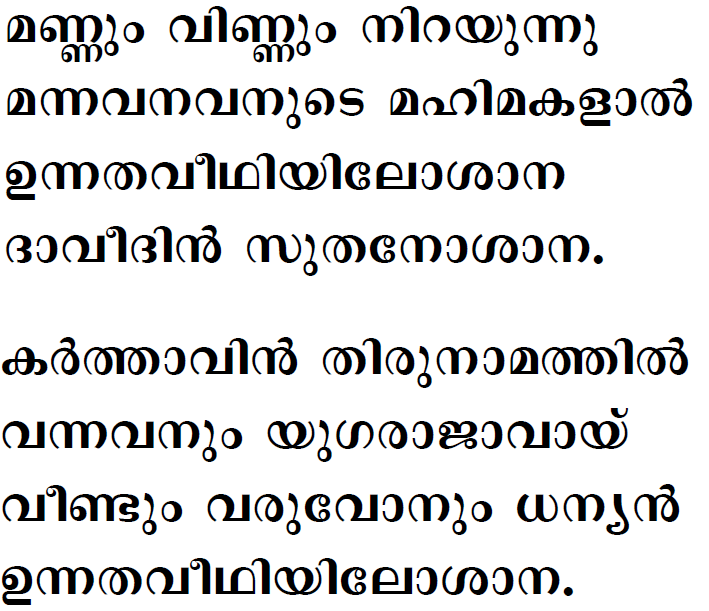 മണ്ണും വിണ്ണും നിറയുന്നു
മന്നവനവനുടെ മഹിമകളാൽ
ഉന്നതവീഥിയിലോശാന
ദാവീദിൻ സുതനോശാന.
കർത്താവിൻ തിരുനാമത്തിൽ
വന്നവനും യുഗരാജാവായ്
വീണ്ടും വരുവോനും ധന്യൻ
ഉന്നതവീഥിയിലോശാന.